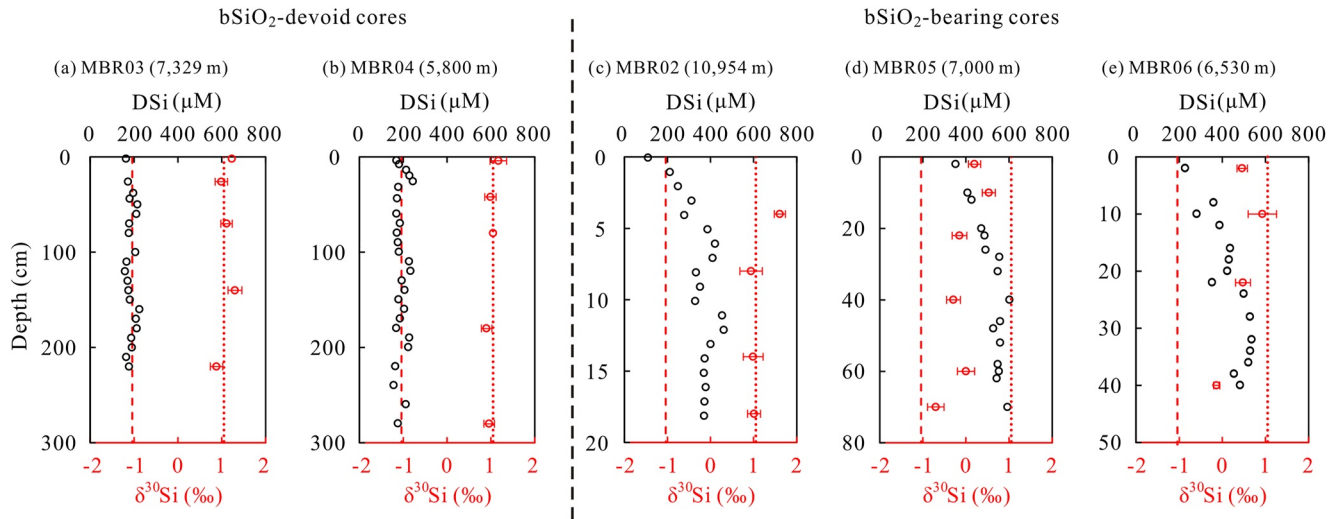 bSiO₂-devoid cores
bSiO₂-bearing cores
(a) MBR03 (7,329 m)
(b) MBR04 (5,800 m)
(c) MBR02 (10,954 m)
(d) MBR05 (7,000 m)
(e) MBR06 (6,530 m)
DSi (μM)
DSi (μM)
DSi (μM)
DSi (μM)
DSi (μM)
0 200 400 600 800
0 200 400 600 800
0 200 400 600 800
0 200 400 600 800
0 200 400 600 800
Depth (cm)
0
100
200
300
0
100
200
300
0
5
10
15
20
0
20
40
60
80
0
10
20
30
40
50
-2 -1 0 1 2
-2 -1 0 1 2
-2 -1 0 1 2
-2 -1 0 1 2
-2 -1 0 1 2
δ³⁰Si (‰)
δ³⁰Si (‰)
δ³⁰Si (‰)
δ³⁰Si (‰)
δ³⁰Si (‰)